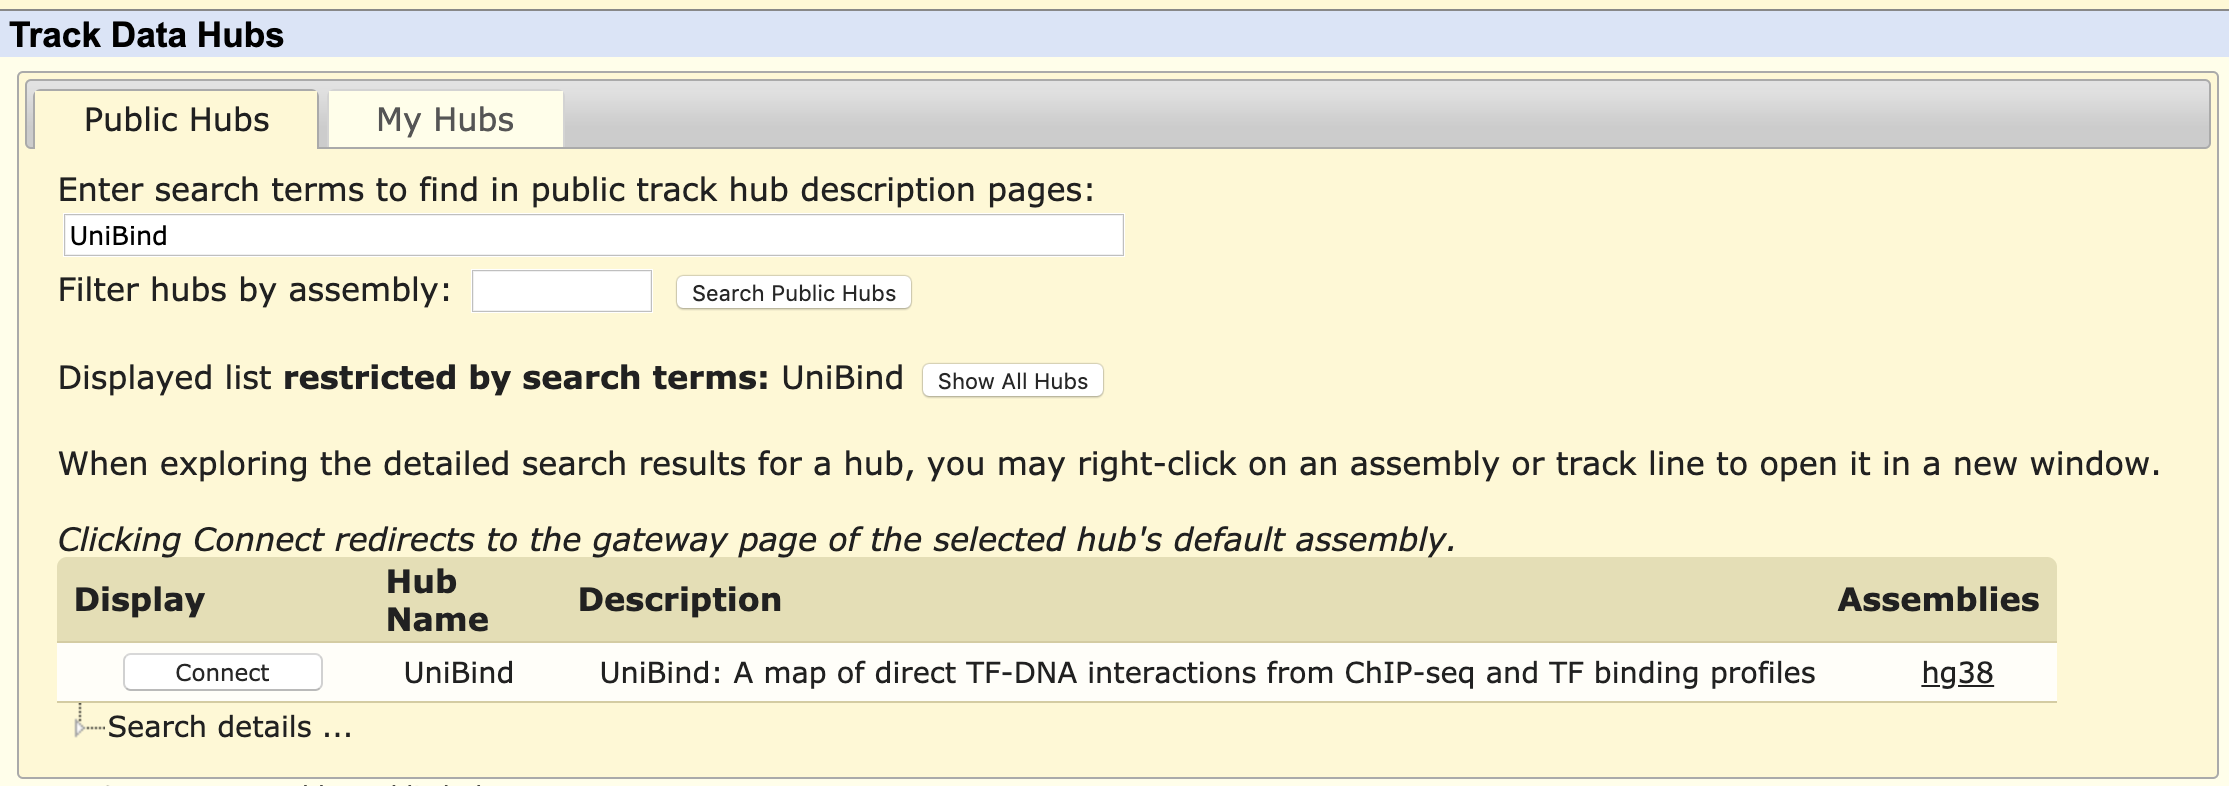 Track Data Hubs
Public Hubs
My Hubs
Enter search terms to find in public track hub description pages:
UniBind
Filter hubs by assembly:
Search Public Hubs
Displayed list restricted by search terms: UniBind
Show All Hubs
When exploring the detailed search results for a hub, you may right-click on an assembly or track line to open it in a new window.
Clicking Connect redirects to the gateway page of the selected hub's default assembly.
Display
Hub
Name
Description
Assemblies
Connect
UniBind
UniBind: A map of direct TF-DNA interactions from ChIP-seq and TF binding profiles
hg38
Search details ...